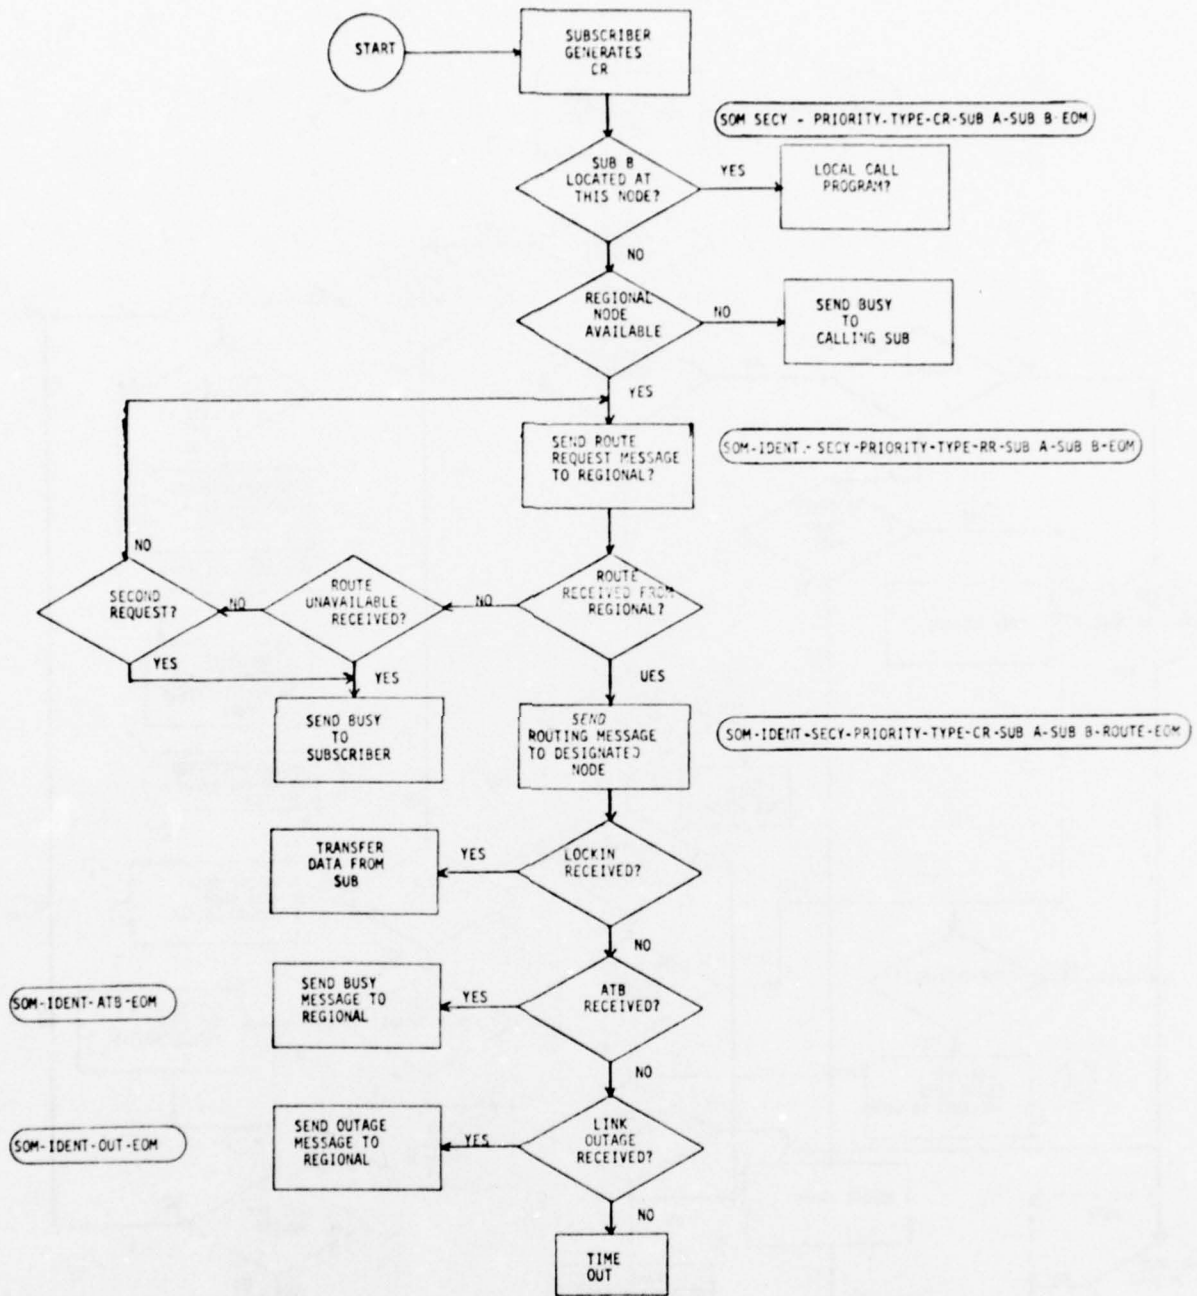 START
SUBSCRIBER
GENERATES
CR
SOM SECY - PRIORITY-TYPE-CR-SUB A-SUB B-EOM
SUB B
LOCATED AT
THIS NODE?
YES
LOCAL CALL
PROGRAM?
NO
REGIONAL
NODE
AVAILABLE
NO
SEND BUSY
TO
CALLING SUB
YES
SEND ROUTE
REQUEST MESSAGE
TO REGIONAL?
SOM-IDENT.- SECY-PRIORITY-TYPE-RR-SUB A-SUB B-EOM
NO
SECOND
REQUEST?
NO
ROUTE
UNAVAILABLE
RECEIVED?
NO
ROUTE
RECEIVED FROM
REGIONAL?
YES
YES
UES
SEND BUSY
TO
SUBSCRIBER
SEND
ROUTING MESSAGE
TO DESIGNATED
NODE
SOM-IDENT-SECY-PRIORITY-TYPE-CR-SUB A-SUB B-ROUTE-EOM
TRANSFER
DATA FROM
SUB
YES
LOCKIN
RECEIVED?
NO
SOM-IDENT-ATB-EOM
SEND BUSY
MESSAGE TO
REGIONAL
YES
ATB
RECEIVED?
NO
SOM-IDENT-OUT-EOM
SEND OUTAGE
MESSAGE TO
REGIONAL
YES
LINK
OUTAGE
RECEIVED?
NO
TIME
OUT